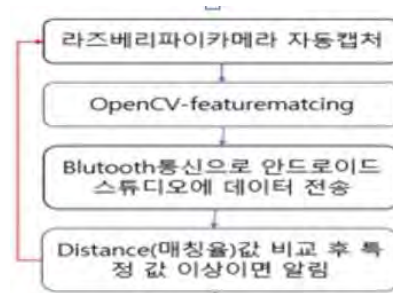 라즈베리파이카메라 자동캡처
OpenCV-featurematcing
Blutooth통신으로 안드로이드
스튜디오에 데이터 전송
Distance(매칭율)값 비교 후 특
정 값 이상이면 알림